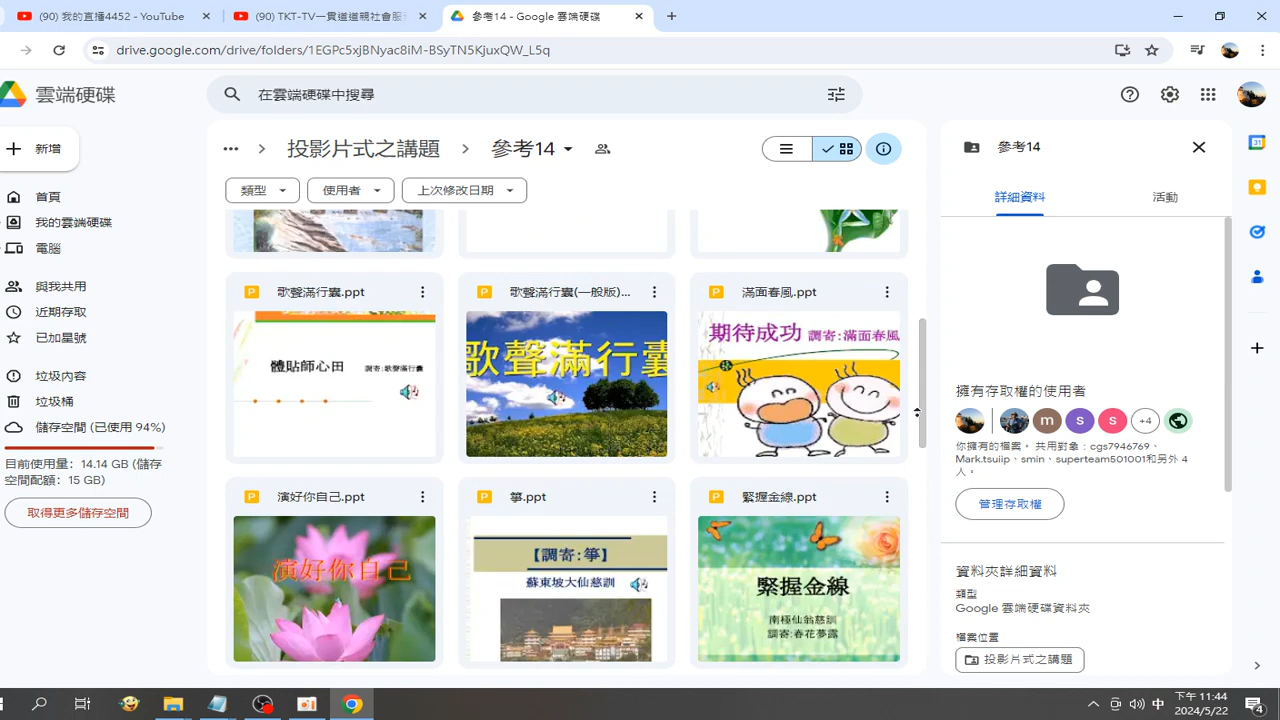 (90) 我的直播4452 - YouTube
(90) TKT-TV一貫道道親社會服
參考14 - Google 雲端硬碟
drive.google.com/drive/folders/1EGPc5xjBNyac8iM-BSyTN5KjuxQW_L5q
雲端硬碟
在雲端硬碟中搜尋
新增
首頁
我的雲端硬碟
電腦
與我共用
近期存取
已加星號
垃圾內容
垃圾桶
儲存空間 (已使用 94%)
目前使用量：14.14 GB (儲存
空間配額：15 GB)
取得更多儲存空間
投影片式之講題
參考14
類型
使用者
上次修改日期
歌聲滿行囊.ppt
體貼師心田 調寄:歌聲滿行囊
歌聲滿行囊(一般版)...
歌聲滿行囊
滿面春風.ppt
期待成功 調寄:滿面春風
演好你自己.ppt
演好你自己
箏.ppt
【調寄:箏】
蘇東坡大仙慈訓
緊握金線.ppt
緊握金線
南極仙翁慈訓
調寄:春花夢露
參考14
詳細資料
活動
擁有存取權的使用者
m
s
s
+4
你擁有的檔案。 共用對象：cgs7946769、
Mark.tsuiip、smin、superteam501001和另外 4
人。
管理存取權
資料夾詳細資料
類型
Google 雲端硬碟資料夾
檔案位置
投影片式之講題
31
中
下午 11:44
2024/5/22
4